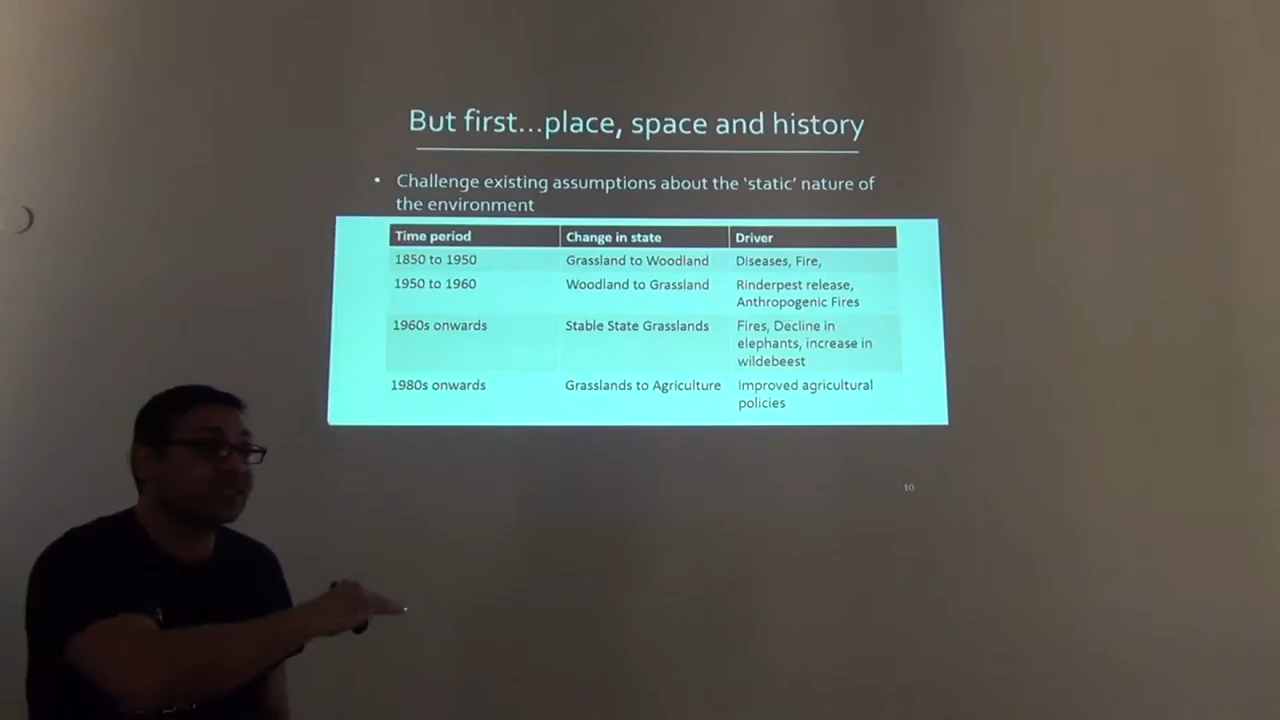 But first...place, space and history
• Challenge existing assumptions about the ‘static’ nature of
the environment
Time period Change in state Driver
1850 to 1950 Grassland to Woodland Diseases, Fire,
1950 to 1960 Woodland to Grassland Rinderpest release,
Anthropogenic Fires
1960s onwards Stable State Grasslands Fires, Decline in
elephants, increase in
wildebeest
1980s onwards Grasslands to Agriculture Improved agricultural
policies
10